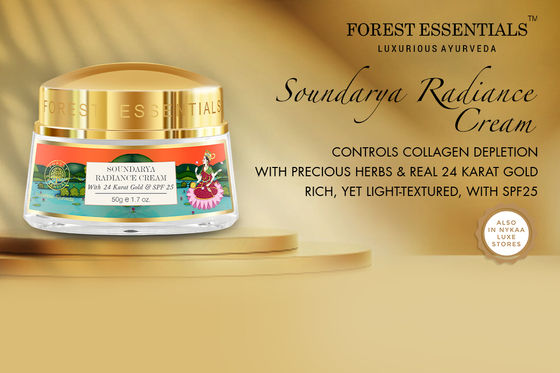 FOREST ESSENTIALS™
LUXURIOUS AYURVEDA
Soundarya Radiance
Cream
CONTROLS COLLAGEN DEPLETION
WITH PRECIOUS HERBS & REAL 24 KARAT GOLD
RICH, YET LIGHT-TEXTURED, WITH SPF25
ALSO
IN NYKAA
LUXE
STORES
FOREST ESSENTIALS
SOUNDARYA
RADIANCE CREAM
With 24 Karat Gold & SPF 25
50g e 1.7 oz.